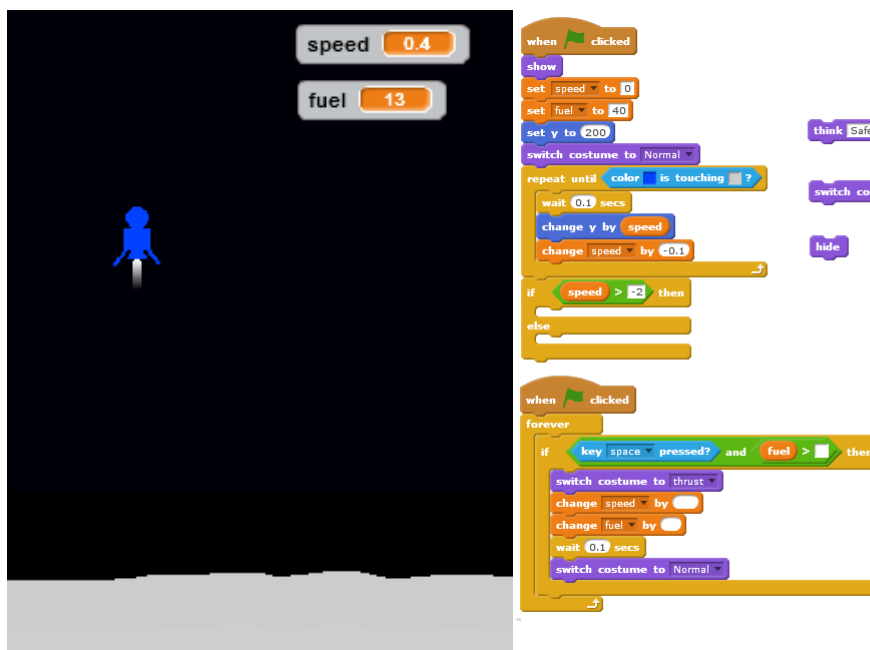 speed 0.4
fuel 13
when clicked
show
set speed to 0
set fuel to 40
set y to 200
switch costume to Normal
repeat until color is touching ?
wait 0.1 secs
change y by speed
change speed by -0.1
if speed > -2 then
else
think Safe
switch co
hide
when clicked
forever
if key space pressed? and fuel > then
switch costume to thrust
change speed by
change fuel by
wait 0.1 secs
switch costume to Normal